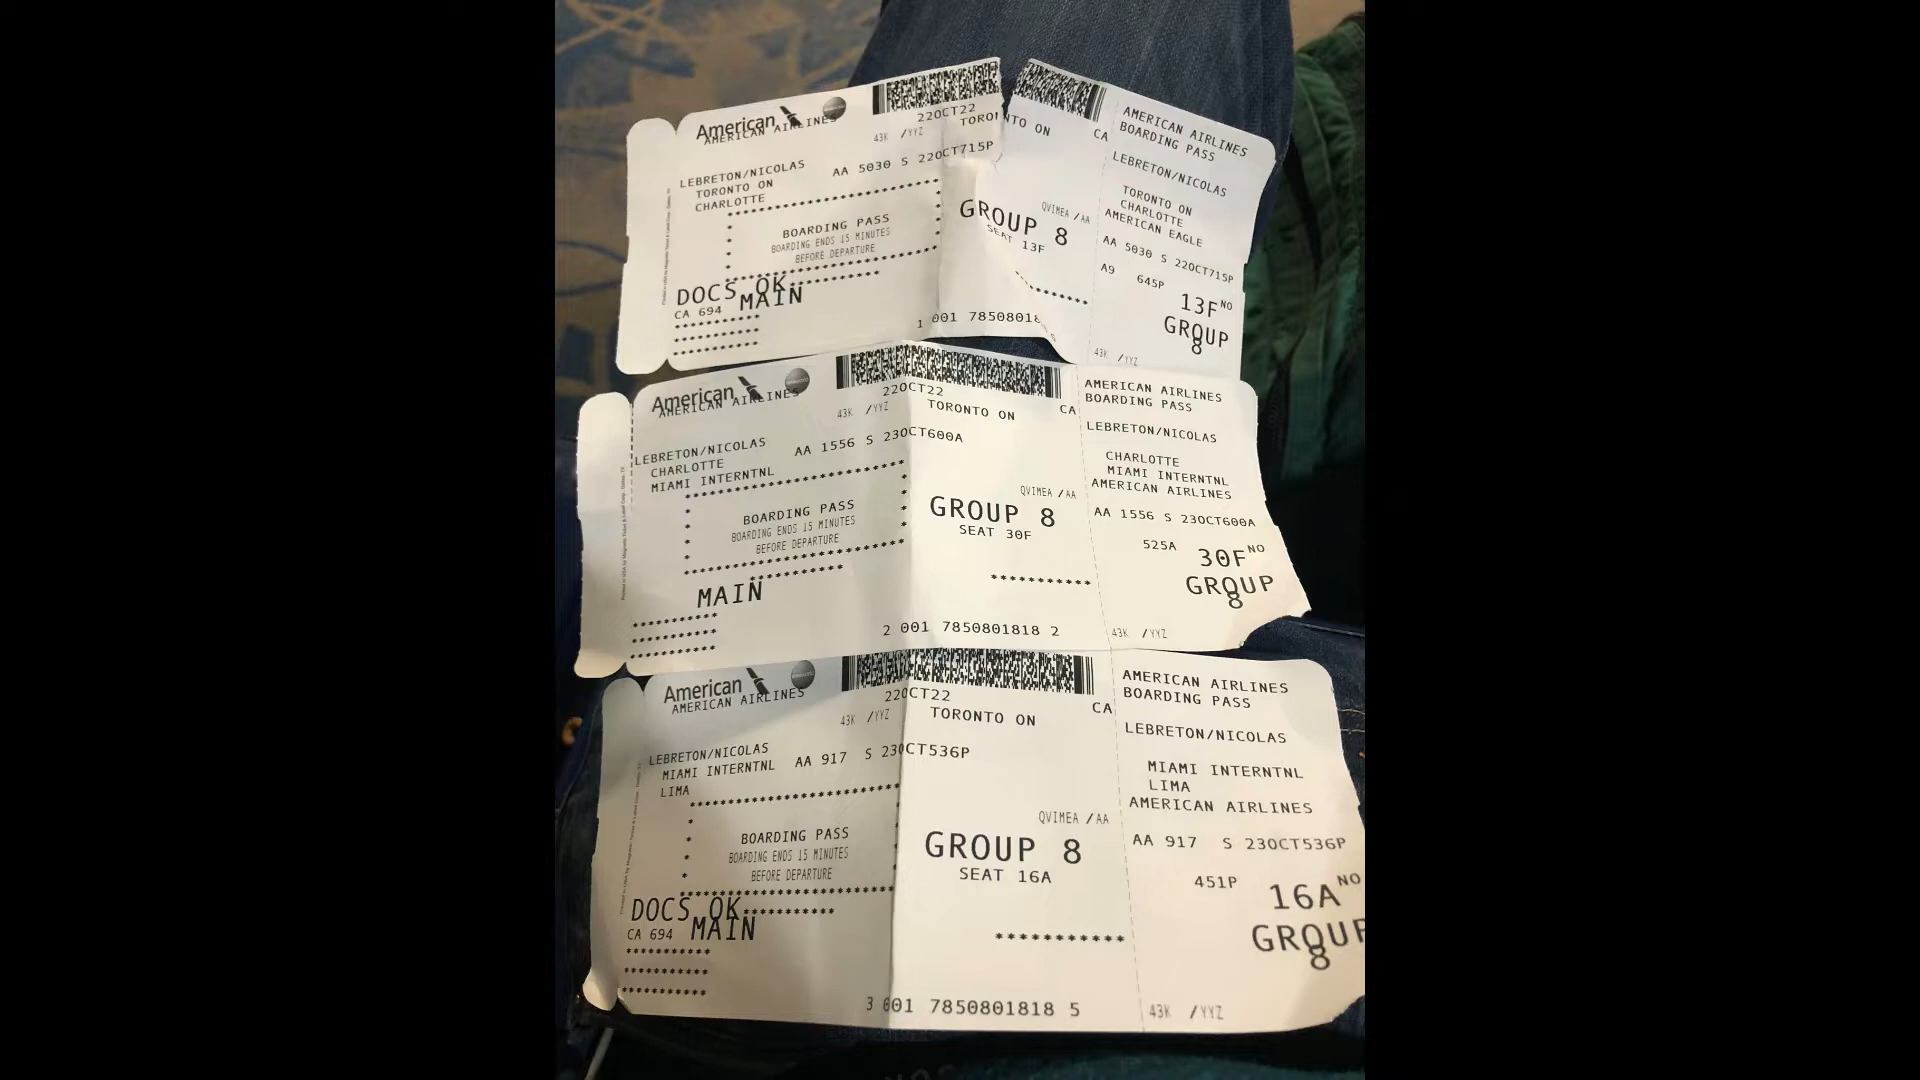 American
AMERICAN AIRLINES
22OCT22
43K /YYZ
TORONTO ON CA
LEBRETON/NICOLAS
TORONTO ON
CHARLOTTE
AA 5030 S 22OCT715P
BOARDING PASS
BOARDING ENDS 15 MINUTES
BEFORE DEPARTURE
QVIMEA /AA
GROUP 8
SEAT 13F
DOCS OK
MAIN
CA 694
1 001 78508018
AMERICAN AIRLINES
BOARDING PASS
LEBRETON/NICOLAS
TORONTO ON
CHARLOTTE
AMERICAN EAGLE
AA 5030 S 22OCT715P
A9 645P
13F NO
GROUP
8
43K /YYZ
American
AMERICAN AIRLINES
22OCT22
43K /YYZ
TORONTO ON CA
LEBRETON/NICOLAS
CHARLOTTE
MIAMI INTERNTNL
AA 1556 S 23OCT600A
BOARDING PASS
BOARDING ENDS 15 MINUTES
BEFORE DEPARTURE
QVIMEA /AA
GROUP 8
SEAT 30F
MAIN
2 001 7850801818 2
AMERICAN AIRLINES
BOARDING PASS
LEBRETON/NICOLAS
CHARLOTTE
MIAMI INTERNTNL
AMERICAN AIRLINES
AA 1556 S 23OCT600A
525A
30F NO
GROUP
8
43K /YYZ
American
AMERICAN AIRLINES
22OCT22
43K /YYZ
TORONTO ON CA
LEBRETON/NICOLAS
MIAMI INTERNTNL
LIMA
AA 917 S 23OCT536P
BOARDING PASS
BOARDING ENDS 15 MINUTES
BEFORE DEPARTURE
QVIMEA /AA
GROUP 8
SEAT 16A
DOCS OK
MAIN
CA 694
3 001 7850801818 5
AMERICAN AIRLINES
BOARDING PASS
LEBRETON/NICOLAS
MIAMI INTERNTNL
LIMA
AMERICAN AIRLINES
AA 917 S 23OCT536P
451P
16A NO
GROUP
8
43K /YYZ